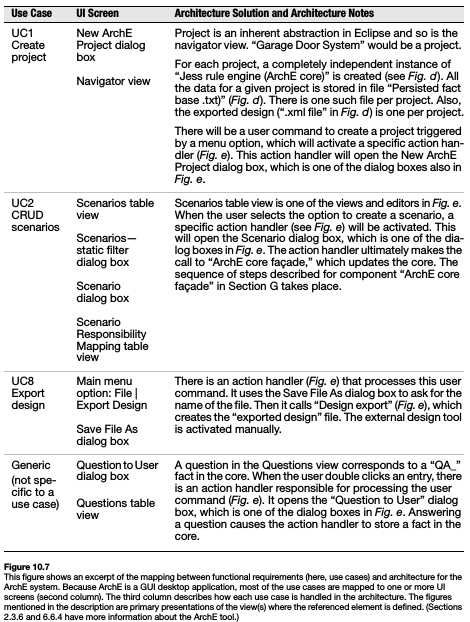 Use Case UI Screen Architecture Solution and Architecture Notes
UC1
Create
project
New ArchE
Project dialog
box
Navigator view
Project is an inherent abstraction in Eclipse and so is the
navigator view. “Garage Door System” would be a project.
For each project, a completely independent instance of
“Jess rule engine (ArchE core)” is created (see Fig. d). All
the data for a given project is stored in file “Persisted fact
base .txt)” (Fig. d). There is one such file per project. Also,
the exported design (“.xml file” in Fig. d) is one per project.
There will be a user command to create a project triggered
by a menu option, which will activate a specific action han-
dler (Fig. e). This action handler will open the New ArchE
Project dialog box, which is one of the dialog boxes also in
Fig. e.
UC2
CRUD
scenarios
Scenarios table
view
Scenarios—
static filter
dialog box
Scenario
dialog box
Scenario
Responsibility
Mapping table
view
Scenarios table view is one of the views and editors in Fig. e.
When the user selects the option to create a scenario, a
specific action handler (see Fig. e) will be activated. This
will open the Scenario dialog box, which is one of the dia-
log boxes in Fig. e. The action handler ultimately makes the
call to “ArchE core façade,” which updates the core. The
sequence of steps described for component “ArchE core
façade” in Section G takes place.
UC8
Export
design
Main menu
option: File |
Export Design
Save File As
dialog box
There is an action handler (Fig. e) that processes this user
command. It uses the Save File As dialog box to ask for the
name of the file. Then it calls “Design export” (Fig. e), which
creates the “exported design” file. The external design tool
is activated manually.
Generic
(not spe-
cific to a
use case)
Question to User
dialog box
Questions table
view
A question in the Questions view corresponds to a “QA_”
fact in the core. When the user double clicks an entry, there
is an action handler responsible for processing the user
command (Fig. e). It opens the “Question to User” dialog
box, which is one of the dialog boxes in Fig. e. Answering
a question causes the action handler to store a fact in the
core.
Figure 10.7
This figure shows an excerpt of the mapping between functional requirements (here, use cases) and architecture for the
ArchE system. Because ArchE is a GUI desktop application, most of the use cases are mapped to one or more UI
screens (second column). The third column describes how each use case is handled in the architecture. The figures
mentioned in the description are primary presentations of the view(s) where the referenced element is defined. (Sections
2.3.6 and 6.6.4 have more information about the ArchE tool.)